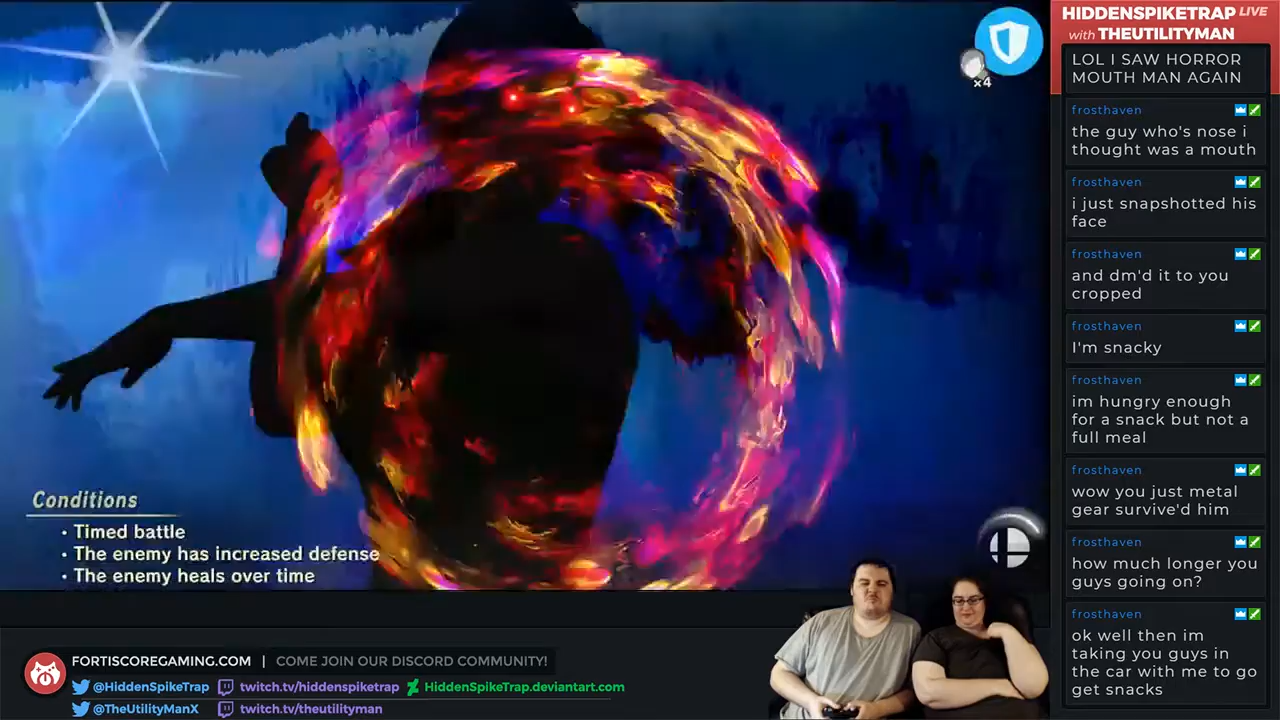 HIDDENSPIKETRAP LIVE
with THEUTILITYMAN
LOL I SAW HORROR
MOUTH MAN AGAIN
frosthaven
the guy who's nose i
thought was a mouth
frosthaven
i just snapshotted his
face
frosthaven
and dm'd it to you
cropped
frosthaven
I'm snacky
frosthaven
im hungry enough
for a snack but not a
full meal
frosthaven
wow you just metal
gear survive'd him
frosthaven
how much longer you
guys going on?
frosthaven
ok well then im
taking you guys in
the car with me to go
get snacks
×4
Conditions
• Timed battle
• The enemy has increased defense
• The enemy heals over time
FORTISCOREGAMING.COM | COME JOIN OUR DISCORD COMMUNITY!
@HiddenSpikeTrap twitch.tv/hiddenspiketrap HiddenSpikeTrap.deviantart.com
@TheUtilityManX twitch.tv/theutilityman